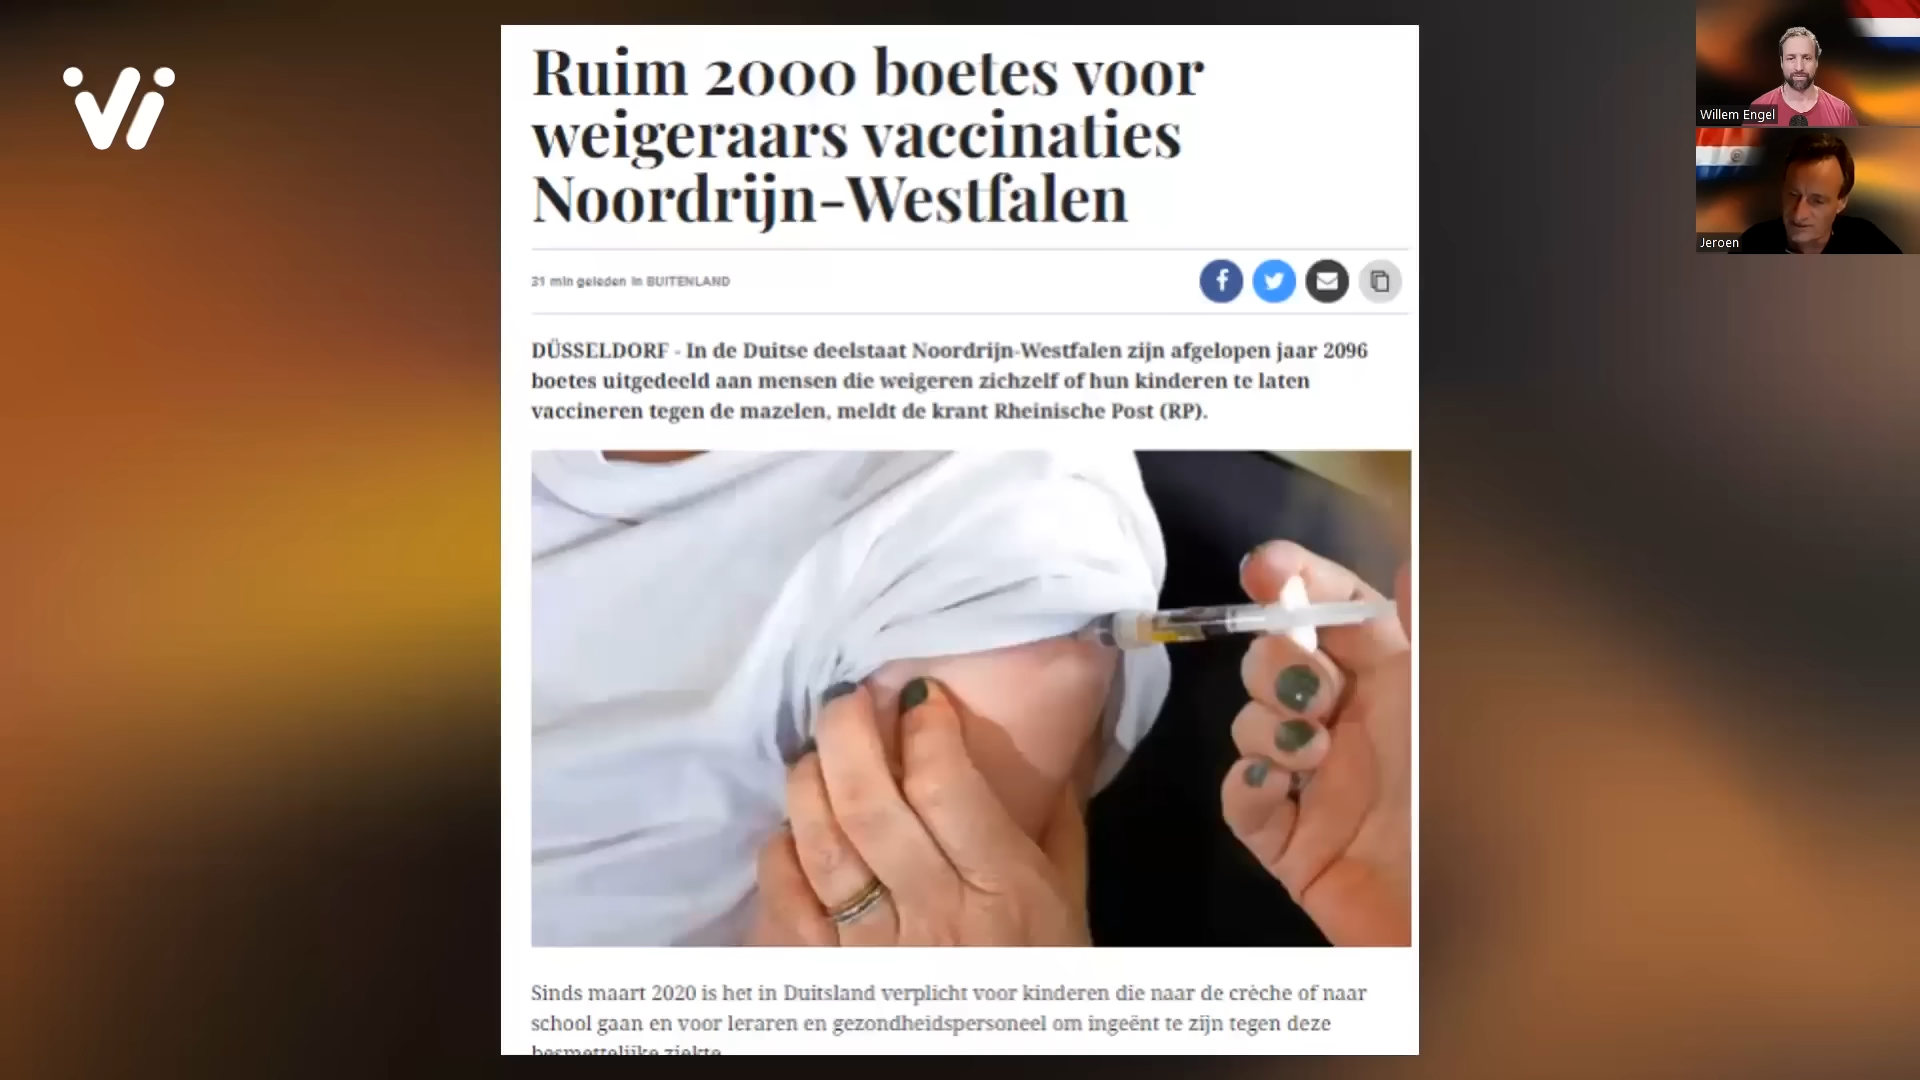 Ruim 2000 boetes voor
weigeraars vaccinaties
Noordrijn-Westfalen
31 min geleden in BUITENLAND
DÜSSELDORF - In de Duitse deelstaat Noordrijn-Westfalen zijn afgelopen jaar 2096
boetes uitgedeeld aan mensen die weigeren zichzelf of hun kinderen te laten
vaccineren tegen de mazelen, meldt de krant Rheinische Post (RP).
Sinds maart 2020 is het in Duitsland verplicht voor kinderen die naar de crèche of naar
school gaan en voor leraren en gezondheidspersoneel om ingeënt te zijn tegen deze
besmettelijke ziekte.
Willem Engel
Jeroen